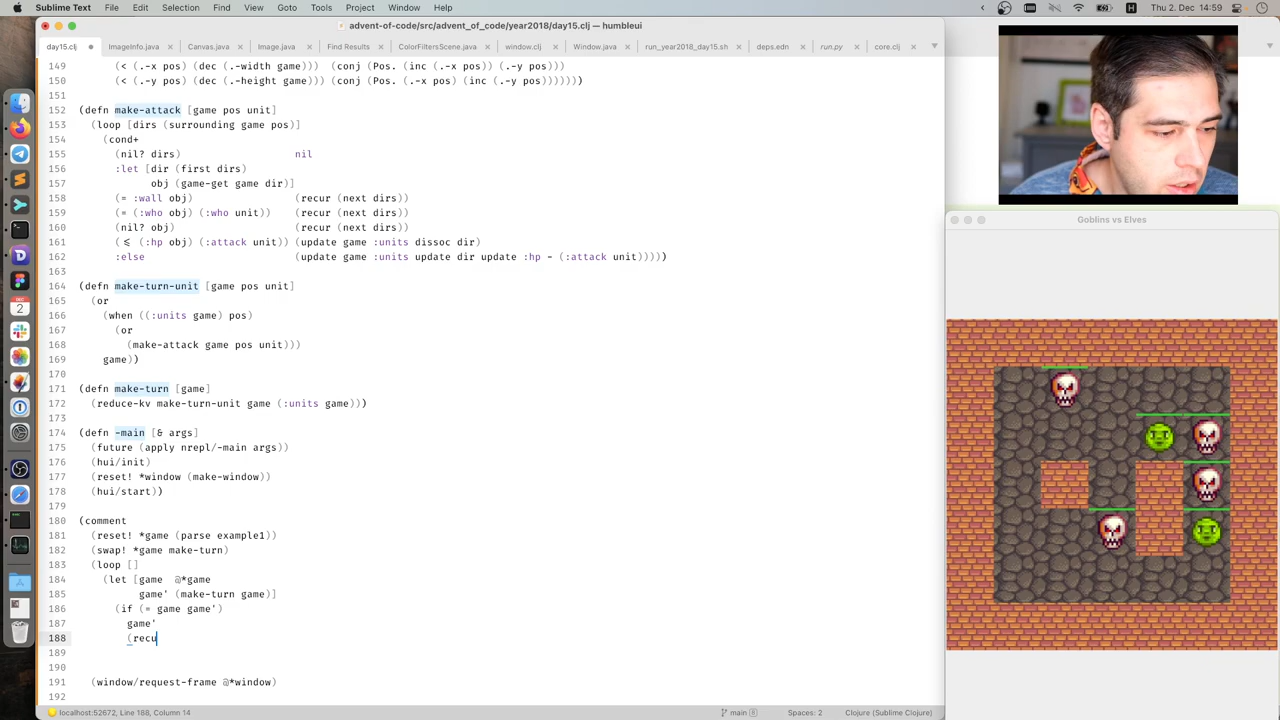 Sublime Text File Edit Selection Find View Goto Tools Project Window Help Thu 2. Dec 14:59
advent-of-code/src/advent_of_code/year2018/day15.clj — humbleui
day15.clj ImageInfo.java Canvas.java Image.java Find Results ColorFiltersScene.java window.clj Window.java run_year2018_day15.sh deps.edn run.py core.clj
149 (< (.-x pos) (dec (.-width game))) (conj (Pos. (inc (.-x pos)) (.-y pos)))
150 (< (.-y pos) (dec (.-height game))) (conj (Pos. (.-x pos) (inc (.-y pos)))))))
151
152 (defn make-attack [game pos unit]
153 (loop [dirs (surrounding game pos)]
154 (cond+
155 (nil? dirs) nil
156 :let [dir (first dirs)
157 obj (game-get game dir)]
158 (= :wall obj) (recur (next dirs))
159 (= (:who obj) (:who unit)) (recur (next dirs))
160 (nil? obj) (recur (next dirs))
161 (<= (:hp obj) (:attack unit)) (update game :units dissoc dir)
162 :else (update game :units update dir update :hp - (:attack unit)))))
163
164 (defn make-turn-unit [game pos unit]
165 (or
166 (when ((:units game) pos)
167 (or
168 (make-attack game pos unit)))
169 game))
170
171 (defn make-turn [game]
172 (reduce-kv make-turn-unit game (:units game)))
173
174 (defn -main [& args]
175 (future (apply nrepl/-main args))
176 (hui/init)
177 (reset! *window (make-window))
178 (hui/start))
179
180 (comment
181 (reset! *game (parse example1))
182 (swap! *game make-turn)
183 (loop []
184 (let [game @*game
185 game' (make-turn game)]
186 (if (= game game')
187 game'
188 (recu
189
190
191 (window/request-frame @*window)
192
localhost:52672, Line 188, Column 14 main 8 Spaces: 2 Clojure (Sublime Clojure)
DEC
2
Goblins vs Elves